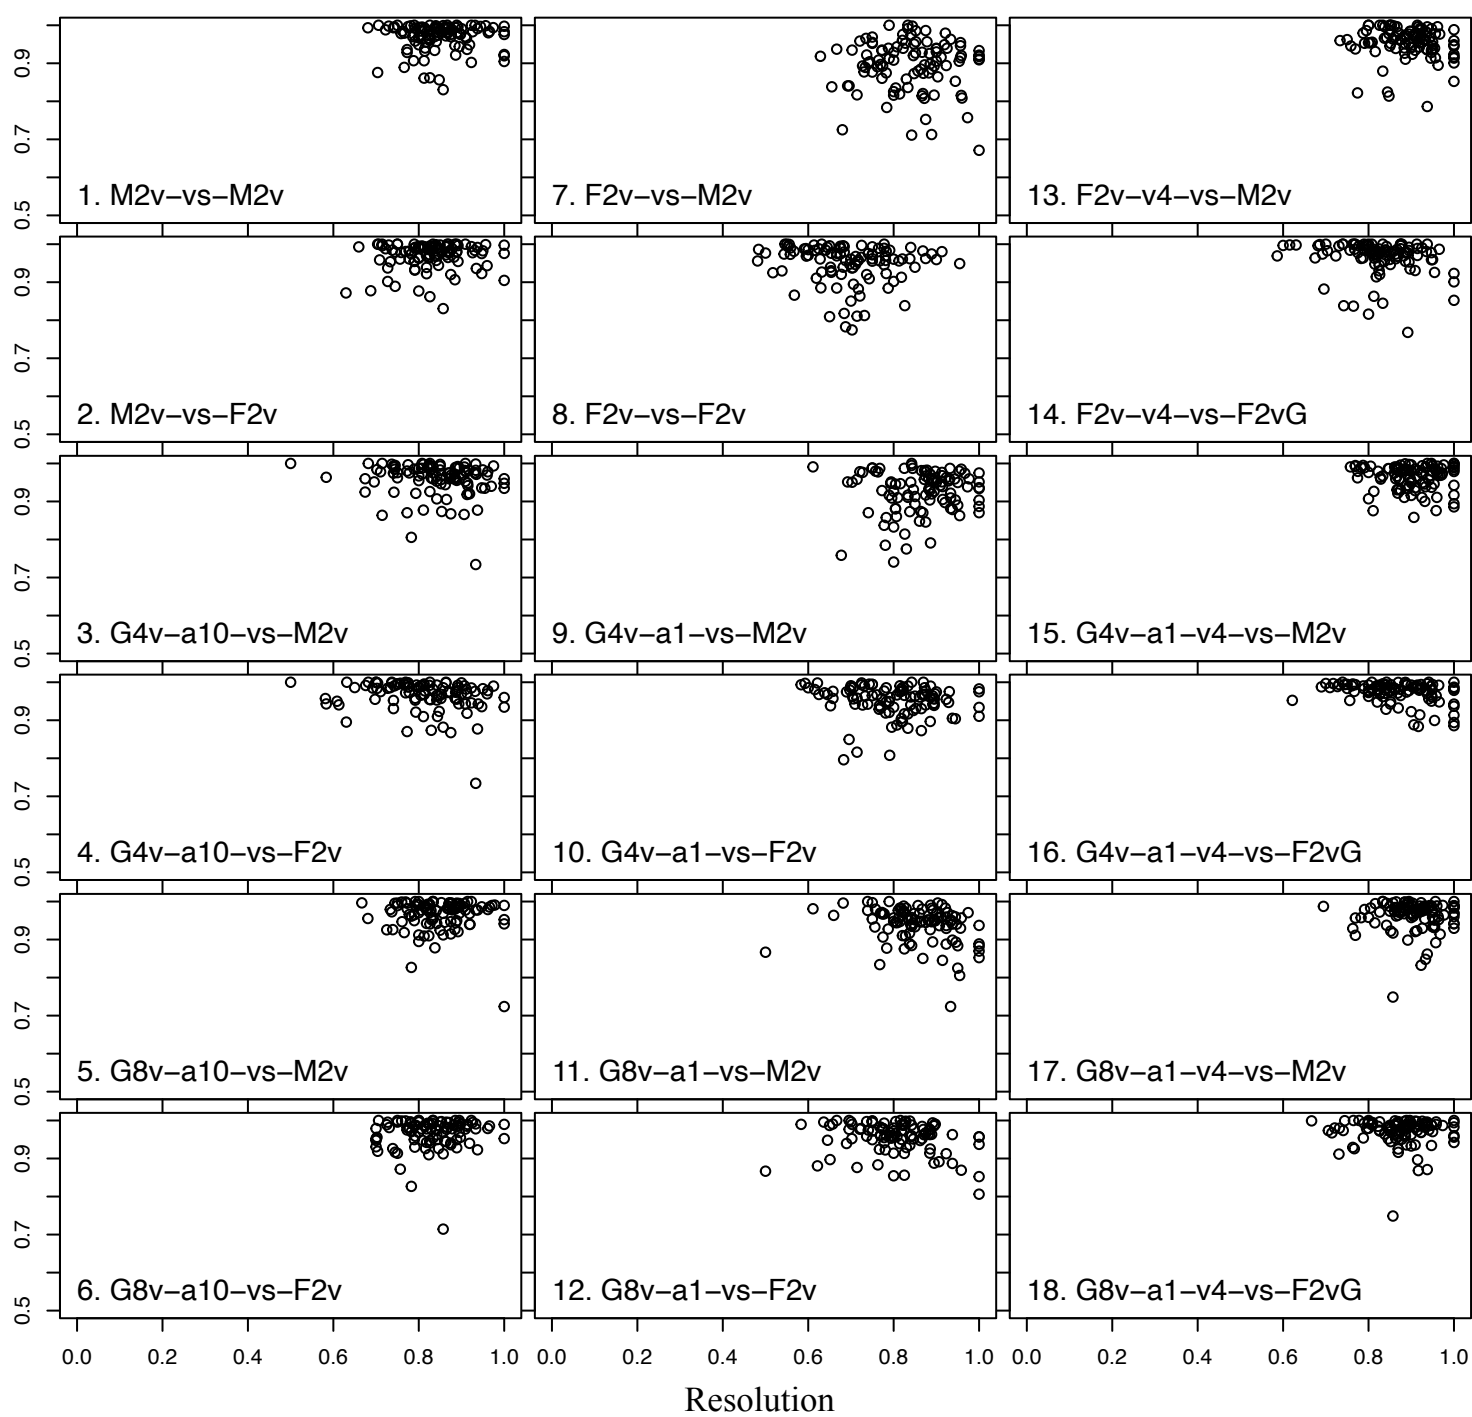 0.9
0.7
0.5
1. M2v–vs–M2v
7. F2v–vs–M2v
13. F2v–v4–vs–M2v
0.9
0.7
0.5
2. M2v–vs–F2v
8. F2v–vs–F2v
14. F2v–v4–vs–F2vG
0.9
0.7
0.5
3. G4v–a10–vs–M2v
9. G4v–a1–vs–M2v
15. G4v–a1–v4–vs–M2v
0.9
0.7
0.5
4. G4v–a10–vs–F2v
10. G4v–a1–vs–F2v
16. G4v–a1–v4–vs–F2vG
0.9
0.7
0.5
5. G8v–a10–vs–M2v
11. G8v–a1–vs–M2v
17. G8v–a1–v4–vs–M2v
0.9
0.7
0.5
6. G8v–a10–vs–F2v
12. G8v–a1–vs–F2v
18. G8v–a1–v4–vs–F2vG
0.0 0.2 0.4 0.6 0.8 1.0 0.0 0.2 0.4 0.6 0.8 1.0 0.0 0.2 0.4 0.6 0.8 1.0
Resolution